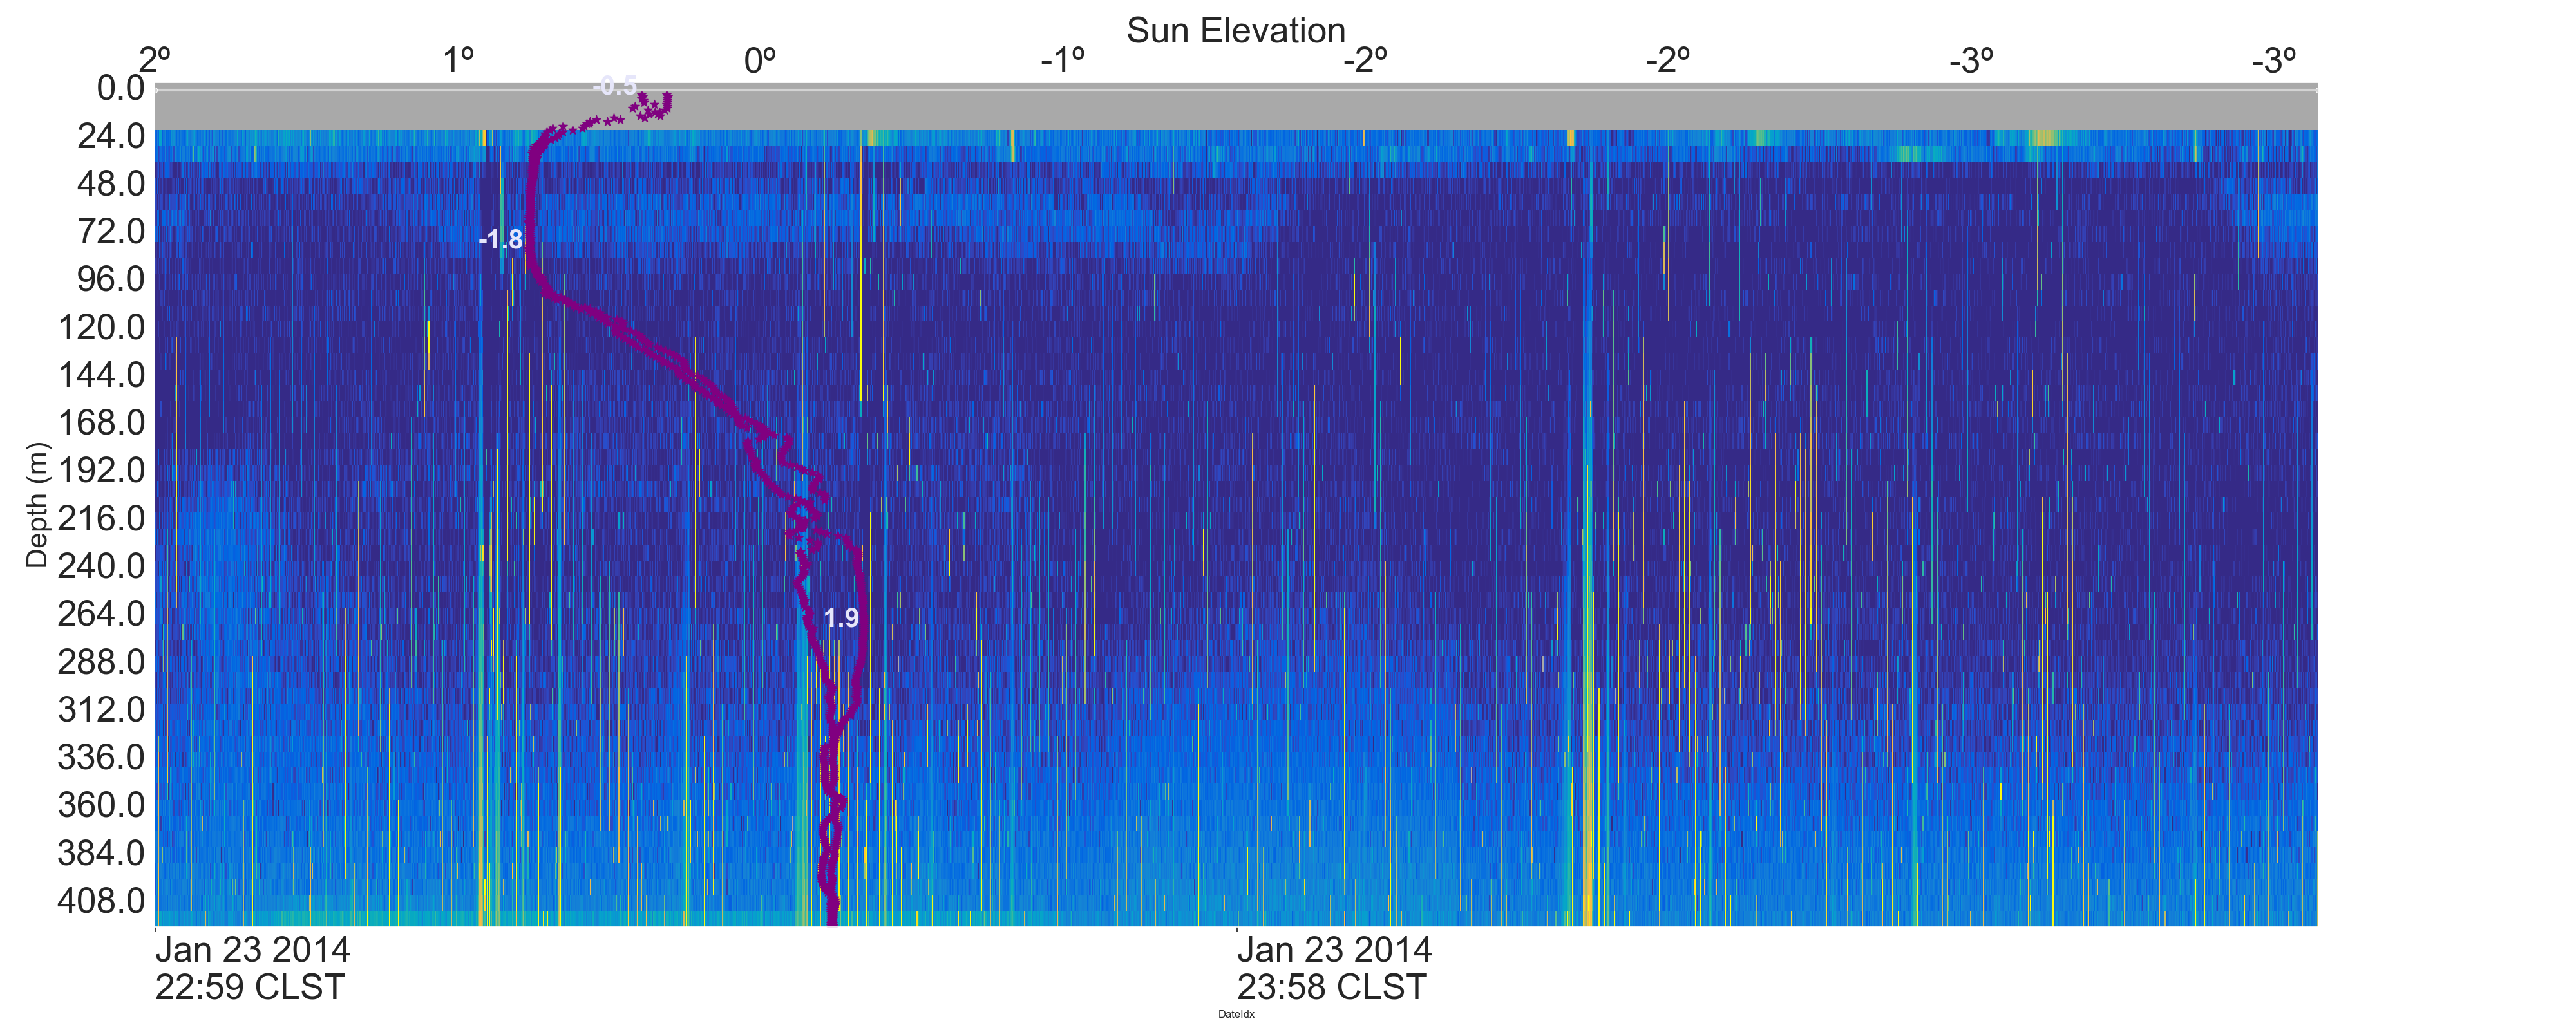 Sun Elevation
2º 1º 0º -1º -2º -2º -3º -3º
0.0
-0.5
24.0
48.0
72.0
-1.8
96.0
120.0
144.0
168.0
192.0
Depth (m)
216.0
240.0
264.0
1.9
288.0
312.0
336.0
360.0
384.0
408.0
Jan 23 2014
22:59 CLST
Jan 23 2014
23:58 CLST
DateIdx